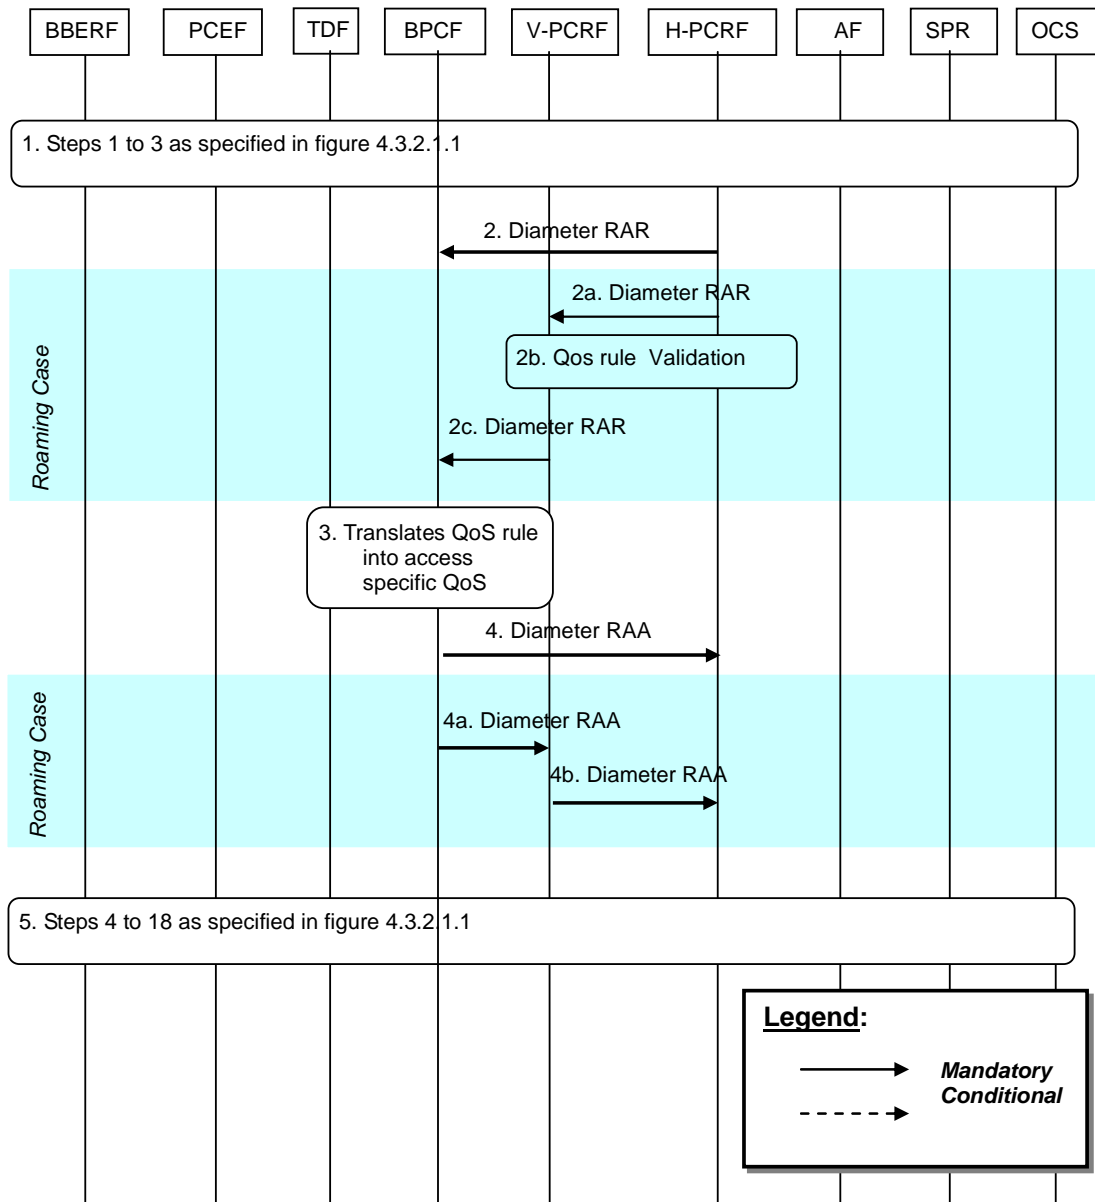 BBERF
PCEF
TDF
BPCF
V-PCRF
H-PCRF
AF
SPR
OCS
1. Steps 1 to 3 as specified in figure 4.3.2.1.1
2. Diameter RAR
Roaming Case
2a. Diameter RAR
2b. Qos rule Validation
2c. Diameter RAR
3. Translates QoS rule
into access
specific QoS
4. Diameter RAA
Roaming Case
4a. Diameter RAA
4b. Diameter RAA
5. Steps 4 to 18 as specified in figure 4.3.2.1.1
Legend:
Mandatory
Conditional